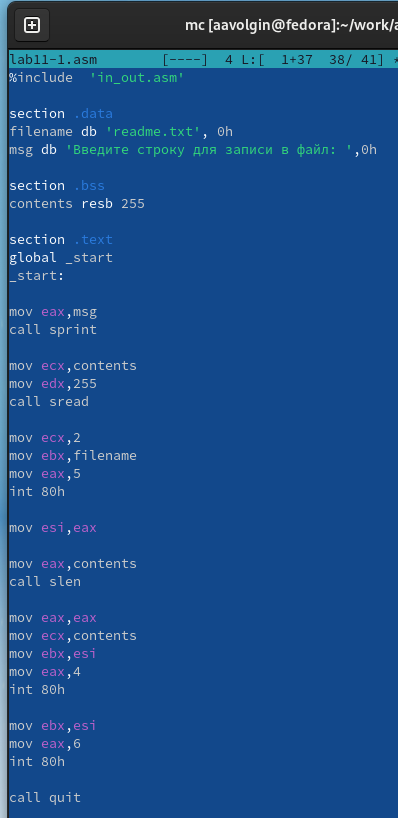 mc [aavolgin@fedora]:~/work/a
lab11-1.asm [----] 4 L:[ 1+37 38/ 41] *
%include 'in_out.asm'
section .data
filename db 'readme.txt', 0h
msg db 'Введите строку для записи в файл: ',0h
section .bss
contents resb 255
section .text
global _start
_start:
mov eax,msg
call sprint
mov ecx,contents
mov edx,255
call sread
mov ecx,2
mov ebx,filename
mov eax,5
int 80h
mov esi,eax
mov eax,contents
call slen
mov eax,eax
mov ecx,contents
mov ebx,esi
mov eax,4
int 80h
mov ebx,esi
mov eax,6
int 80h
call quit